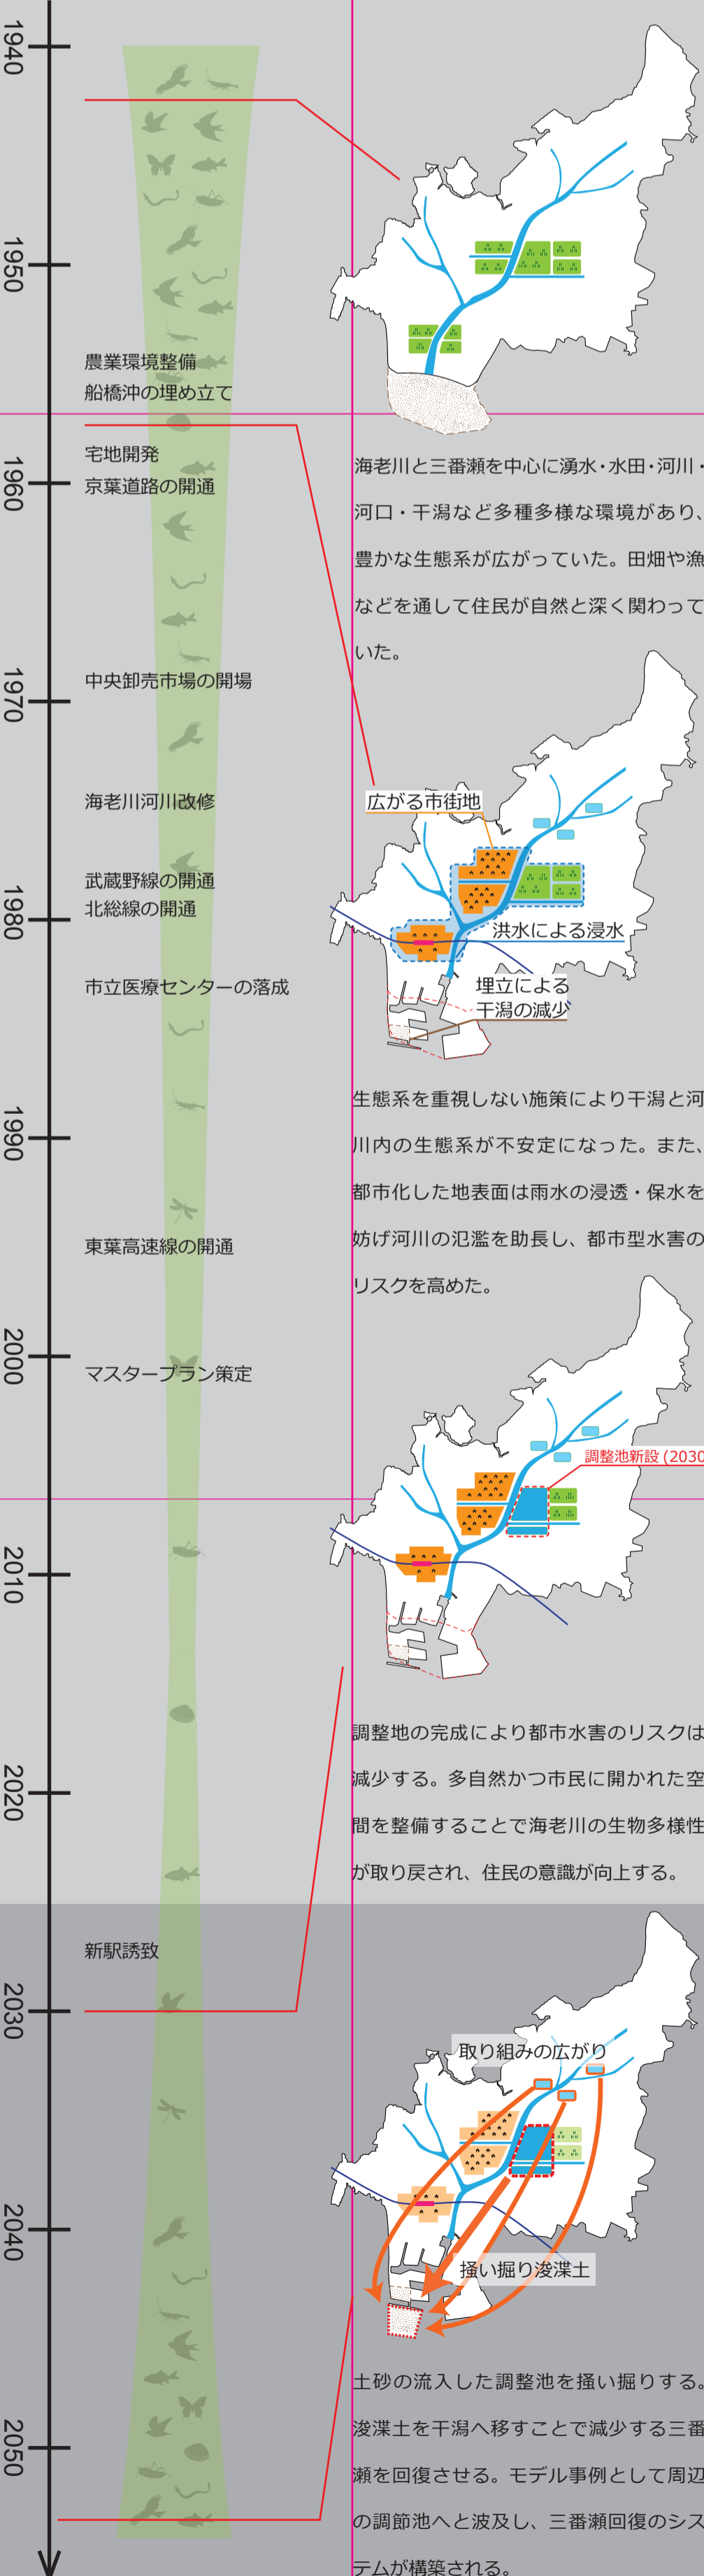 1940
1950
農業環境整備
船橋沖の埋め立て
宅地開発
1960
京葉道路の開通
海老川と三番瀬を中心に湧水・水田・河川・
河口・干潟など多種多様な環境があり、
豊かな生態系が広がっていた。田畑や漁
などを通して住民が自然と深く関わって
いた。
中央卸売市場の開場
1970
海老川河川改修
武蔵野線の開通
北総線の開通
1980
市立医療センターの落成
広がる市街地
洪水による浸水
埋立による
干潟の減少
生態系を重視しない施策により干潟と河
川内の生態系が不安定になった。また、
都市化した地表面は雨水の浸透・保水を
妨げ河川の氾濫を助長し、都市型水害の
リスクを高めた。
1990
東葉高速線の開通
2000
マスタープラン策定
調整池新設 (2030
2010
調整地の完成により都市水害のリスクは
減少する。多自然かつ市民に開かれた空
間を整備することで海老川の生物多様性
が取り戻され、住民の意識が向上する。
2020
新駅誘致
2030
取り組みの広がり
2040
掻い掘り浚渫土
土砂の流入した調整池を掻い掘りする。
浚渫土を干潟へ移すことで減少する三番
瀬を回復させる。モデル事例として周辺
の調節池へと波及し、三番瀬回復のシス
テムが構築される。
2050